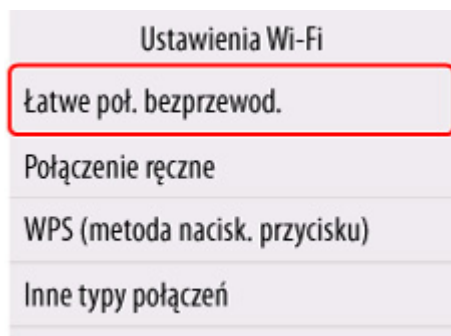 Ustawienia Wi-Fi
Łatwe poł. bezprzewod.
Połączenie ręczne
WPS (metoda nacisk. przycisku)
Inne typy połączeń